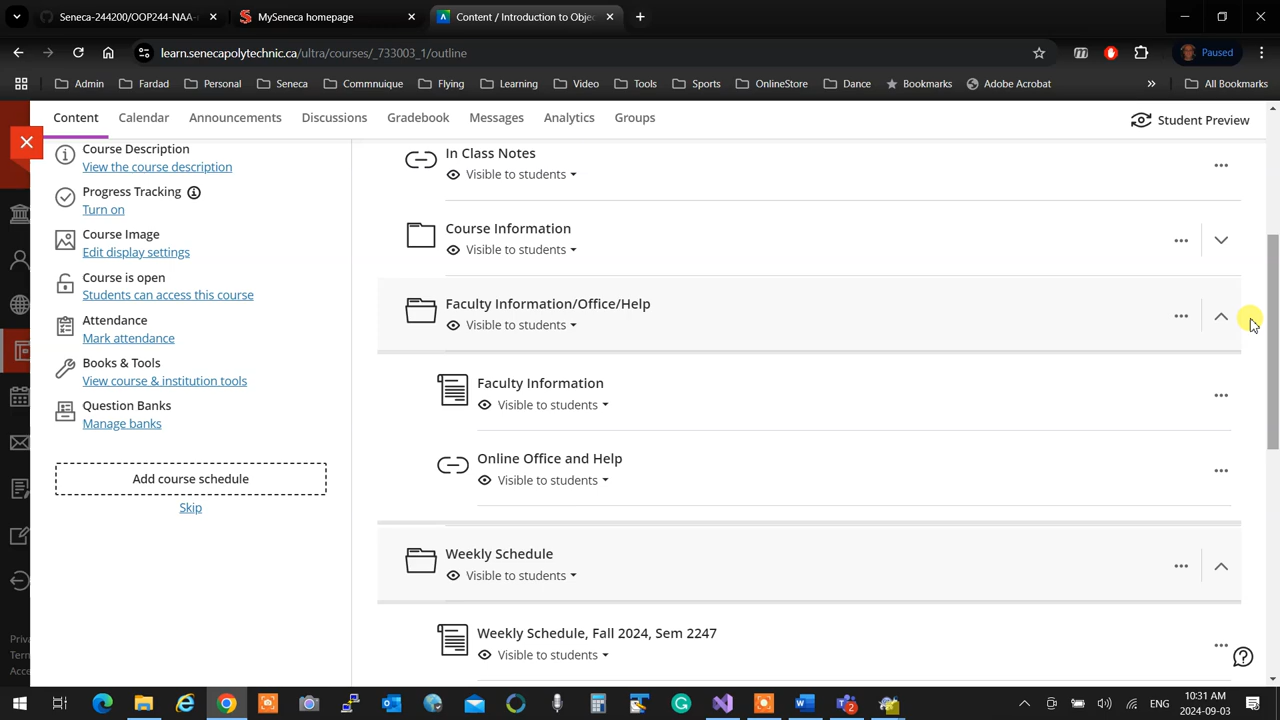 Seneca-244200/OOP244-NAA-
MySeneca homepage
Content / Introduction to Obje
learn.senecapolytechnic.ca/ultra/courses/_733003_1/outline
Paused
Admin
Fardad
Personal
Commnuique
Flying
Seneca
Learning
Video
Tools
Sports
OnlineStore
Dance
Bookmarks
Adobe Acrobat
All Bookmarks
Content
Calendar
Announcements
Discussions
Gradebook
Messages
Analytics
Groups
Student Preview
Course Description
View the course description
Progress Tracking
Turn on
Course Image
Edit display settings
Course is open
Students can access this course
Attendance
Mark attendance
Books & Tools
View course & institution tools
Question Banks
Manage banks
Add course schedule
Skip
In Class Notes
Visible to students
Course Information
Visible to students
Faculty Information/Office/Help
Visible to students
Faculty Information
Visible to students
Online Office and Help
Visible to students
Weekly Schedule
Visible to students
Weekly Schedule, Fall 2024, Sem 2247
Visible to students
Priva
Term
Acce
ENG
10:31 AM
2024-09-03